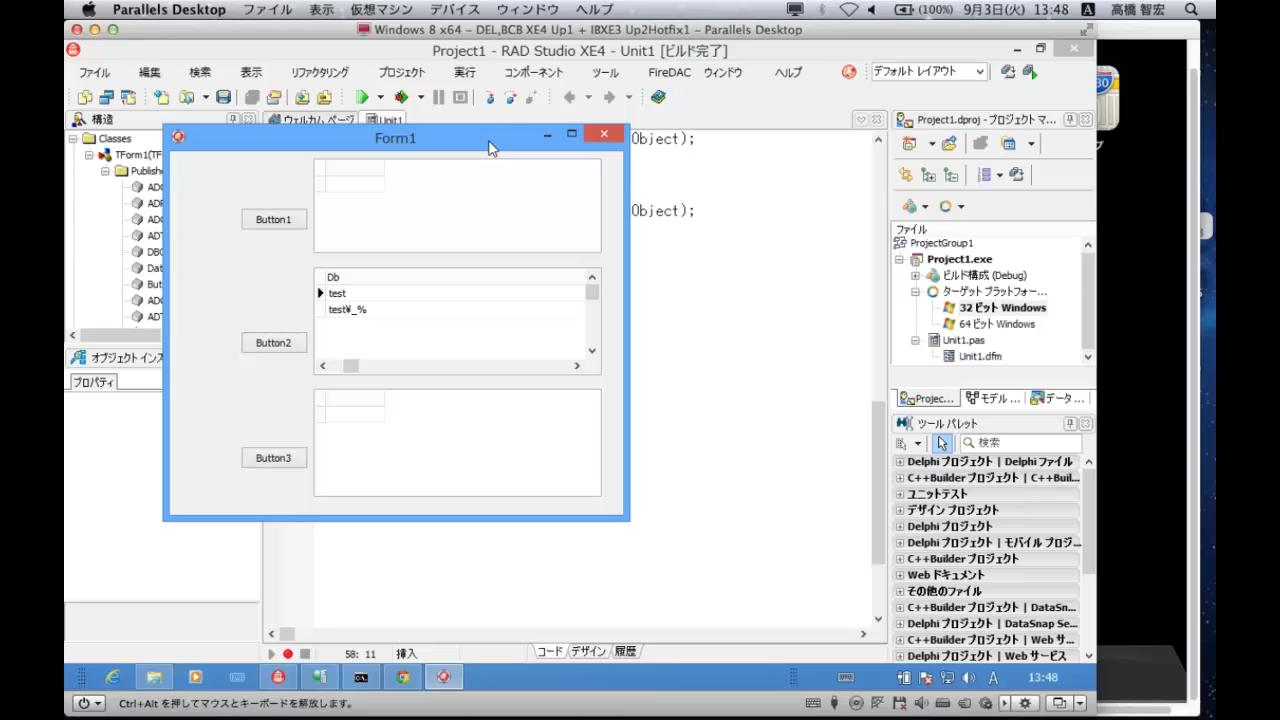 Parallels Desktop ファイル 表示 仮想マシン デバイス ウィンドウ ヘルプ (100%) 9月3日(火) 13:48 A 高橋 智宏
Windows 8 x64 – DEL,BCB XE4 Up1 + IBXE3 Up2Hotfix1 - Parallels Desktop
Project1 - RAD Studio XE4 - Unit1 [ビルド完了]
ファイル 編集 検索 表示 リファクタリング プロジェクト 実行 コンポーネント ツール FireDAC ウィンドウ ヘルプ デフォルト レイアウト
構造 ウェルカム ページ Unit1 Project1.dproj - プロジェクト マ...
Classes
TForm1(TF
Publishe
ADO
ADF
ADO
ADT
DBC
Dat
But
ADO
ADT
オブジェクト インス
プロパティ
Form1
Button1
Db
test
test¥_%
Button2
Button3
Object);
Object);
58: 11 挿入 コード デザイン 履歴
ファイル
ProjectGroup1
Project1.exe
ビルド構成 (Debug)
ターゲット プラットフォー...
32 ビット Windows
64 ビット Windows
Unit1.pas
Unit1.dfm
Projec... モデル ... データ ...
ツール パレット
検索
Delphi プロジェクト | Delphi ファイル
C++Builder プロジェクト | C++Buil...
ユニットテスト
デザイン プロジェクト
Delphi プロジェクト
Delphi プロジェクト | モバイル プロジ...
C++Builder プロジェクト
Web ドキュメント
その他のファイル
C++Builder プロジェクト | DataSn...
Delphi プロジェクト | DataSnap Se...
C++Builder プロジェクト | Web サ...
Delphi プロジェクト | Web サービス
A 13:48
Ctrl+Alt を押してマウスとキーボードを解放します。